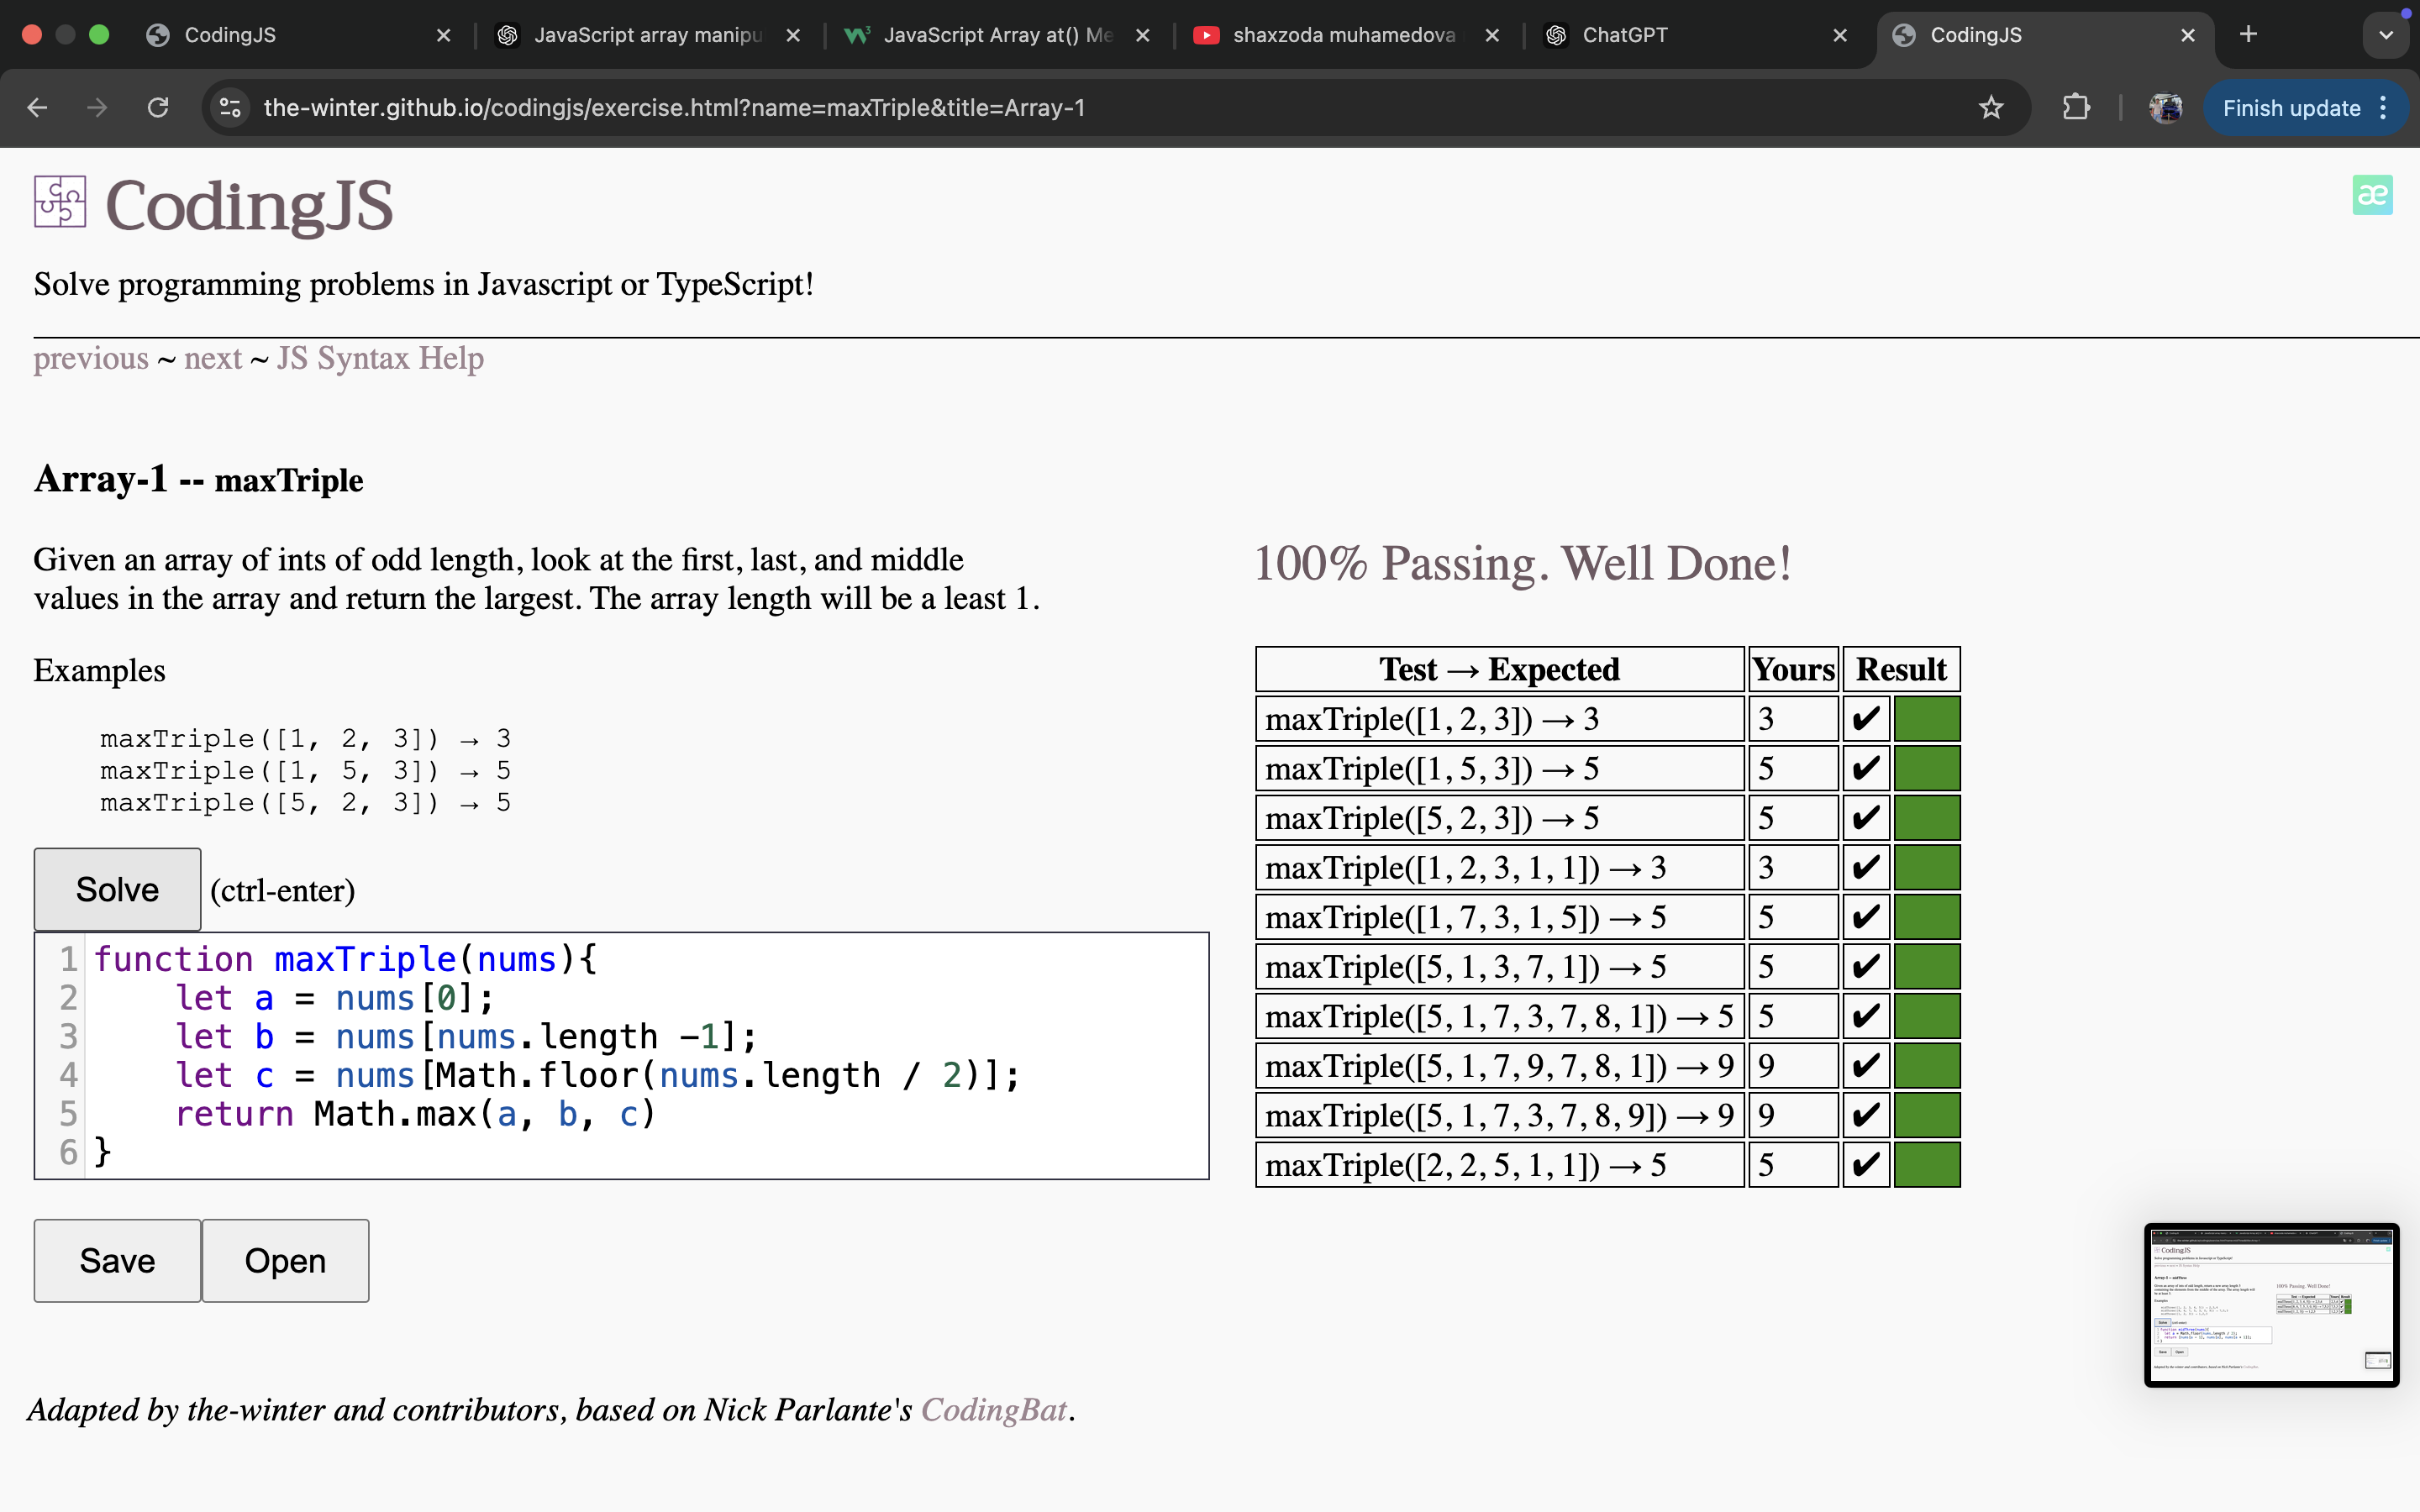 CodingJS
JavaScript array manipu
JavaScript Array at() Me
shaxzoda muhamedova
ChatGPT
CodingJS
the-winter.github.io/codingjs/exercise.html?name=maxTriple&title=Array-1
Finish update
CodingJS
æ
Solve programming problems in Javascript or TypeScript!
previous ~ next ~ JS Syntax Help
Array-1 -- maxTriple
Given an array of ints of odd length, look at the first, last, and middle
values in the array and return the largest. The array length will be a least 1.
Examples
maxTriple([1, 2, 3]) → 3
maxTriple([1, 5, 3]) → 5
maxTriple([5, 2, 3]) → 5
Solve (ctrl-enter)
1 function maxTriple(nums){
2 let a = nums[0];
3 let b = nums[nums.length -1];
4 let c = nums[Math.floor(nums.length / 2)];
5 return Math.max(a, b, c)
6 }
Save Open
100% Passing. Well Done!
Test → Expected Yours Result
maxTriple([1, 2, 3]) → 3 3 ✔
maxTriple([1, 5, 3]) → 5 5 ✔
maxTriple([5, 2, 3]) → 5 5 ✔
maxTriple([1, 2, 3, 1, 1]) → 3 3 ✔
maxTriple([1, 7, 3, 1, 5]) → 5 5 ✔
maxTriple([5, 1, 3, 7, 1]) → 5 5 ✔
maxTriple([5, 1, 7, 3, 7, 8, 1]) → 5 5 ✔
maxTriple([5, 1, 7, 9, 7, 8, 1]) → 9 9 ✔
maxTriple([5, 1, 7, 3, 7, 8, 9]) → 9 9 ✔
maxTriple([2, 2, 5, 1, 1]) → 5 5 ✔
CodingJS
100% Passing. Well Done!
Adapted by the-winter and contributors, based on Nick Parlante's CodingBat.